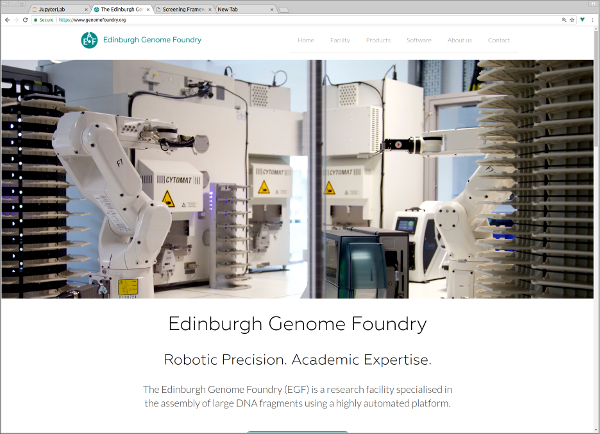 JupyterLab
The Edinburgh Gen
Screening Framew
New Tab
Secure
https://www.genomefoundry.org
EGF
Edinburgh Genome Foundry
Home
Facility
Products
Software
About us
Contact
CYTOMAT
CYTOMAT
CYTOMAT
Edinburgh Genome Foundry
Robotic Precision. Academic Expertise.
The Edinburgh Genome Foundry (EGF) is a research facility specialised in
the assembly of large DNA fragments using a highly automated platform.